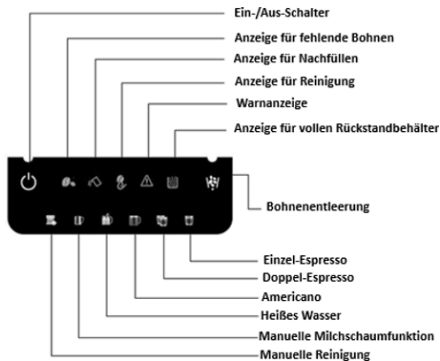 Ein-/Aus-Schalter
Anzeige für fehlende Bohnen
Anzeige für Nachfüllen
Anzeige für Reinigung
Warnanzeige
Anzeige für vollen Rückstandbehälter
Bohnenentleerung
Einzel-Espresso
Doppel-Espresso
Americano
Heißes Wasser
Manuelle Milchschaumfunktion
Manuelle Reinigung